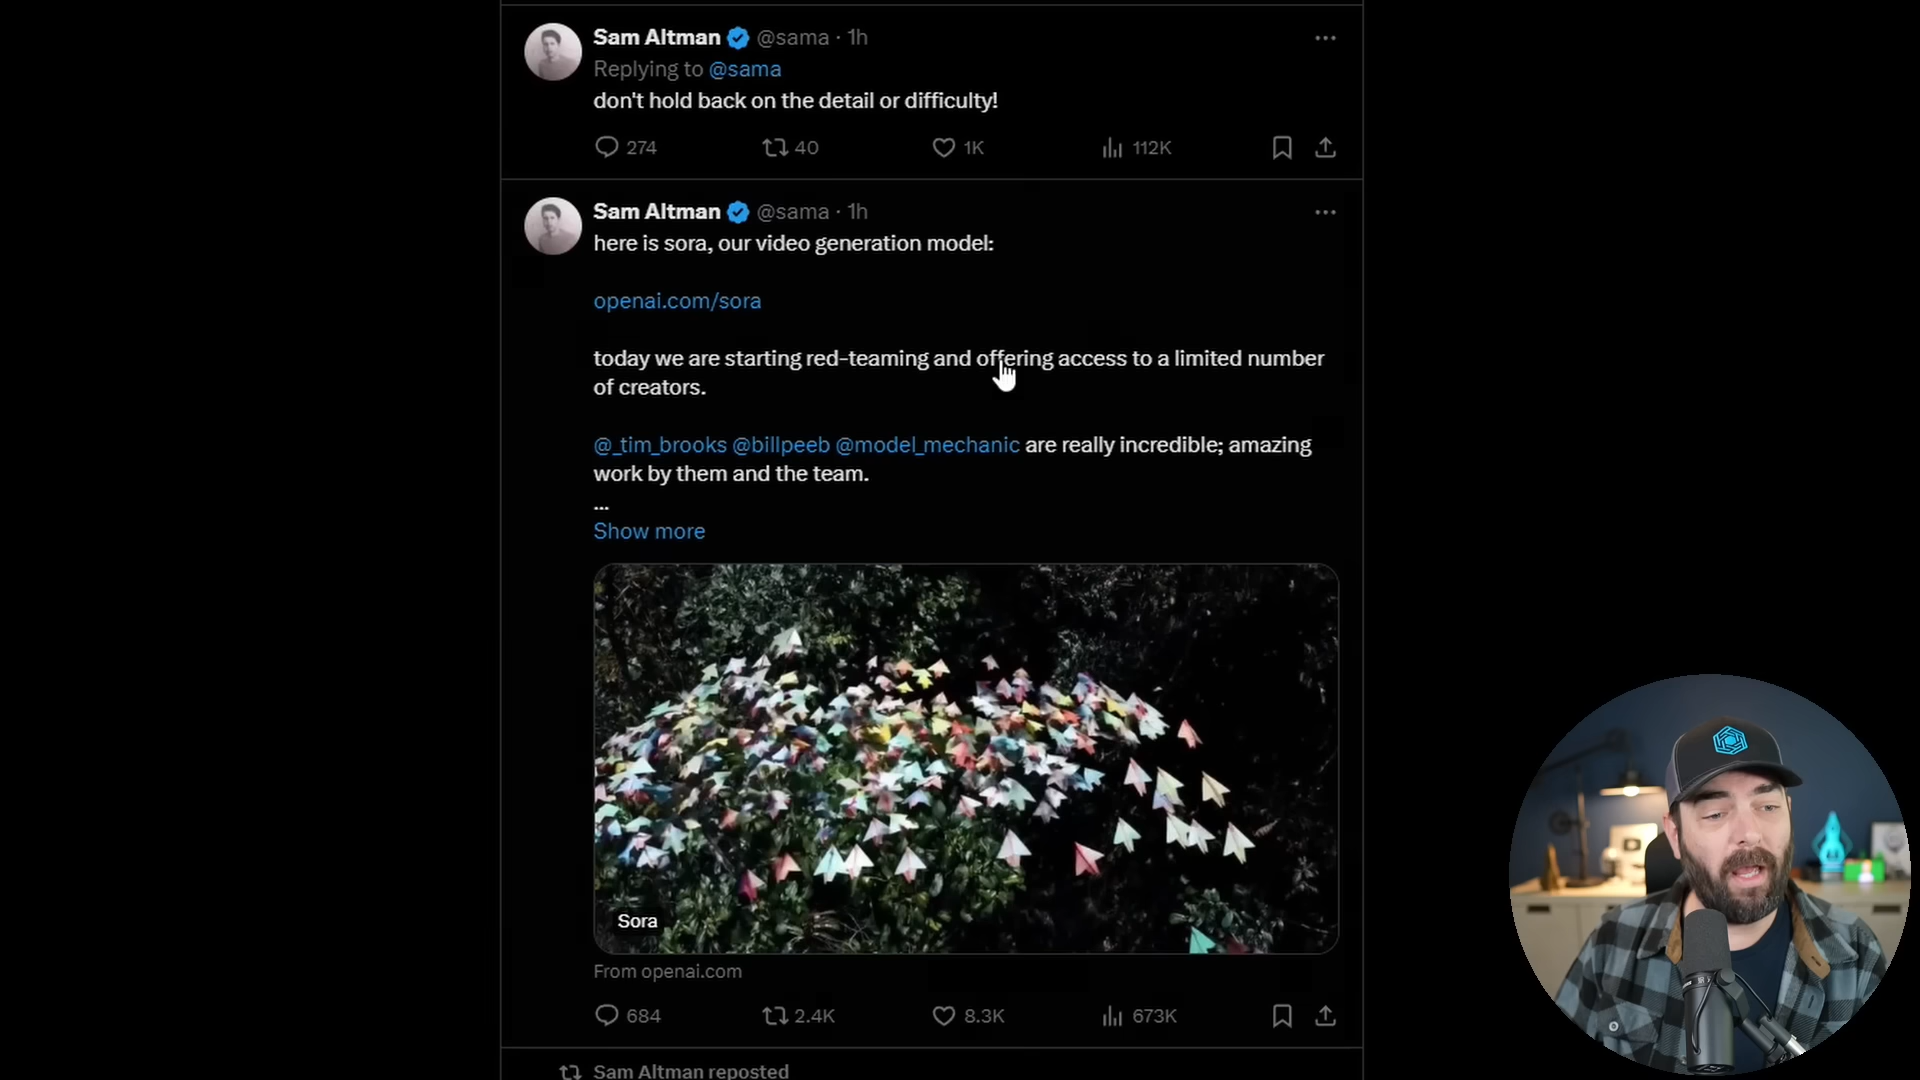 Sam Altman @sama · 1h
Replying to @sama
don't hold back on the detail or difficulty!
274 40 1K 112K
Sam Altman @sama · 1h
here is sora, our video generation model:
openai.com/sora
today we are starting red-teaming and offering access to a limited number
of creators.
@_tim_brooks @billpeeb @model_mechanic are really incredible; amazing
work by them and the team.
...
Show more
Sora
From openai.com
684 2.4K 8.3K 673K
Sam Altman reposted